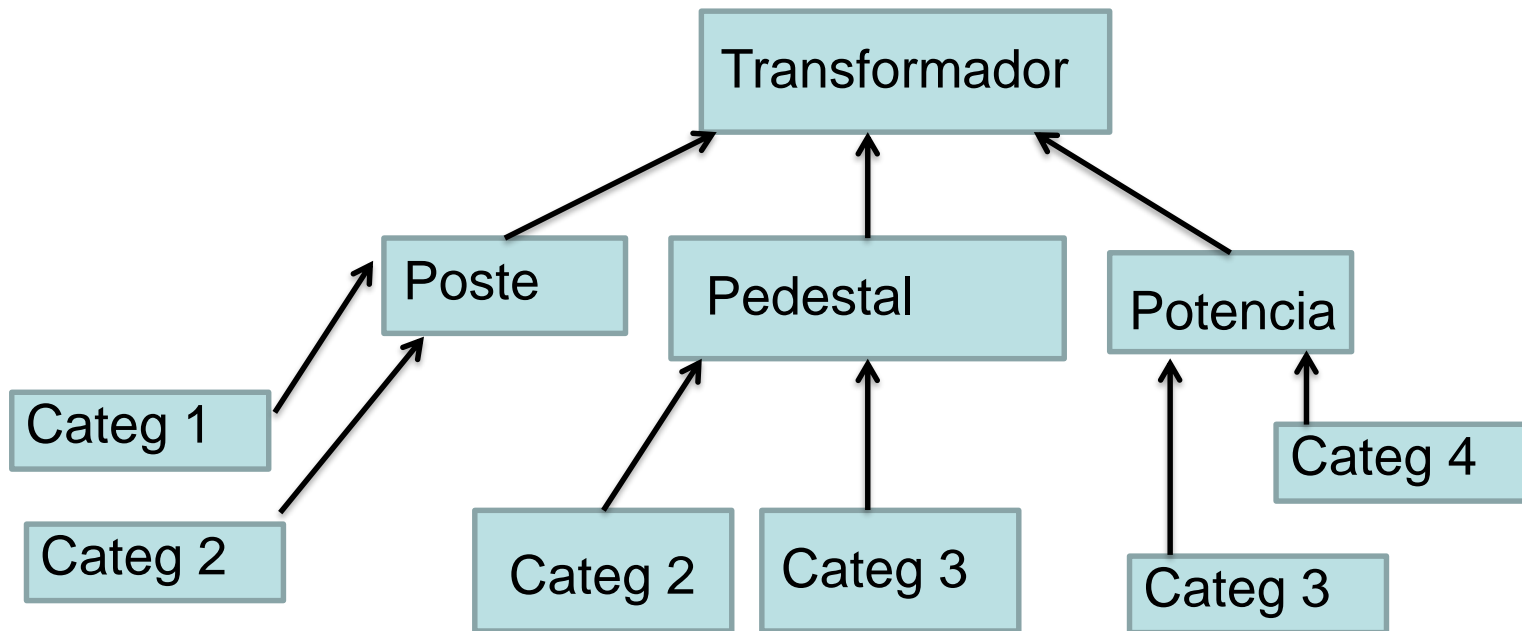 Transformador
Poste
Pedestal
Potencia
Categ 1
Categ 2
Categ 2
Categ 3
Categ 3
Categ 4